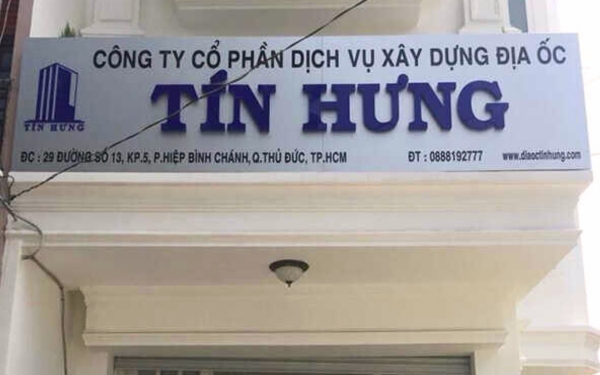 CÔNG TY CỔ PHẦN DỊCH VỤ XÂY DỰNG ĐỊA ỐC
TÍN HƯNG
TÍN HƯNG
ĐC : 29 ĐƯỜNG SỐ 13, KP.5, P.HIỆP BÌNH CHÁNH, Q.THỦ ĐỨC, TP.HCM ĐT : 0888192777 www.diaoctinhung.com